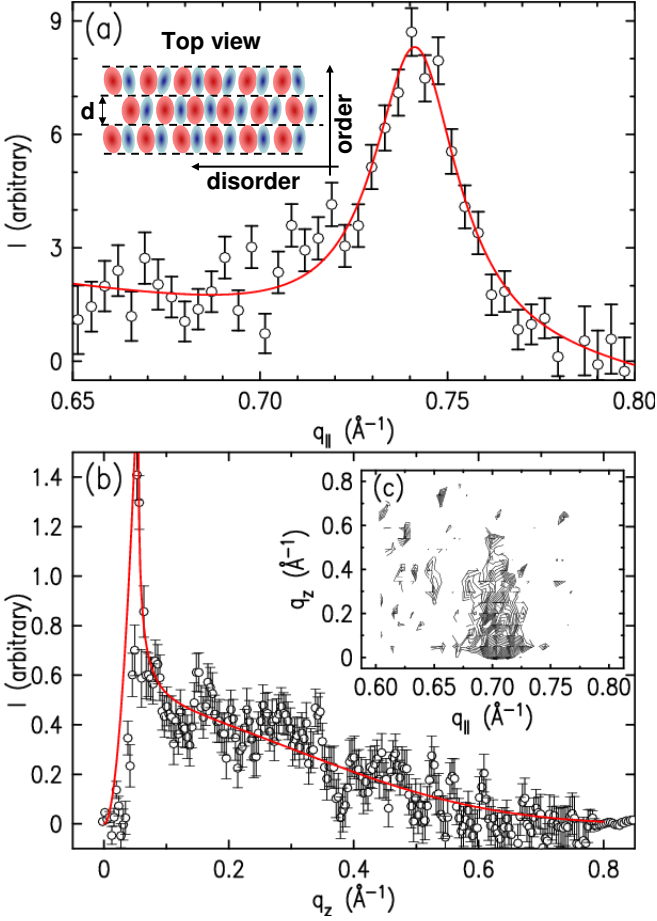 (a)
Top view
d
order
disorder
9
6
3
0
I (arbitrary)
0.65
0.70
0.75
0.80
q∥ (Å⁻¹)
(b)
1.4
1.2
1.0
0.8
0.6
0.4
0.2
0
I (arbitrary)
0
0.2
0.4
0.6
0.8
qz (Å⁻¹)
(c)
0.8
0.6
0.4
0.2
0
qz (Å⁻¹)
0.60
0.65
0.70
0.75
0.80
q∥ (Å⁻¹)